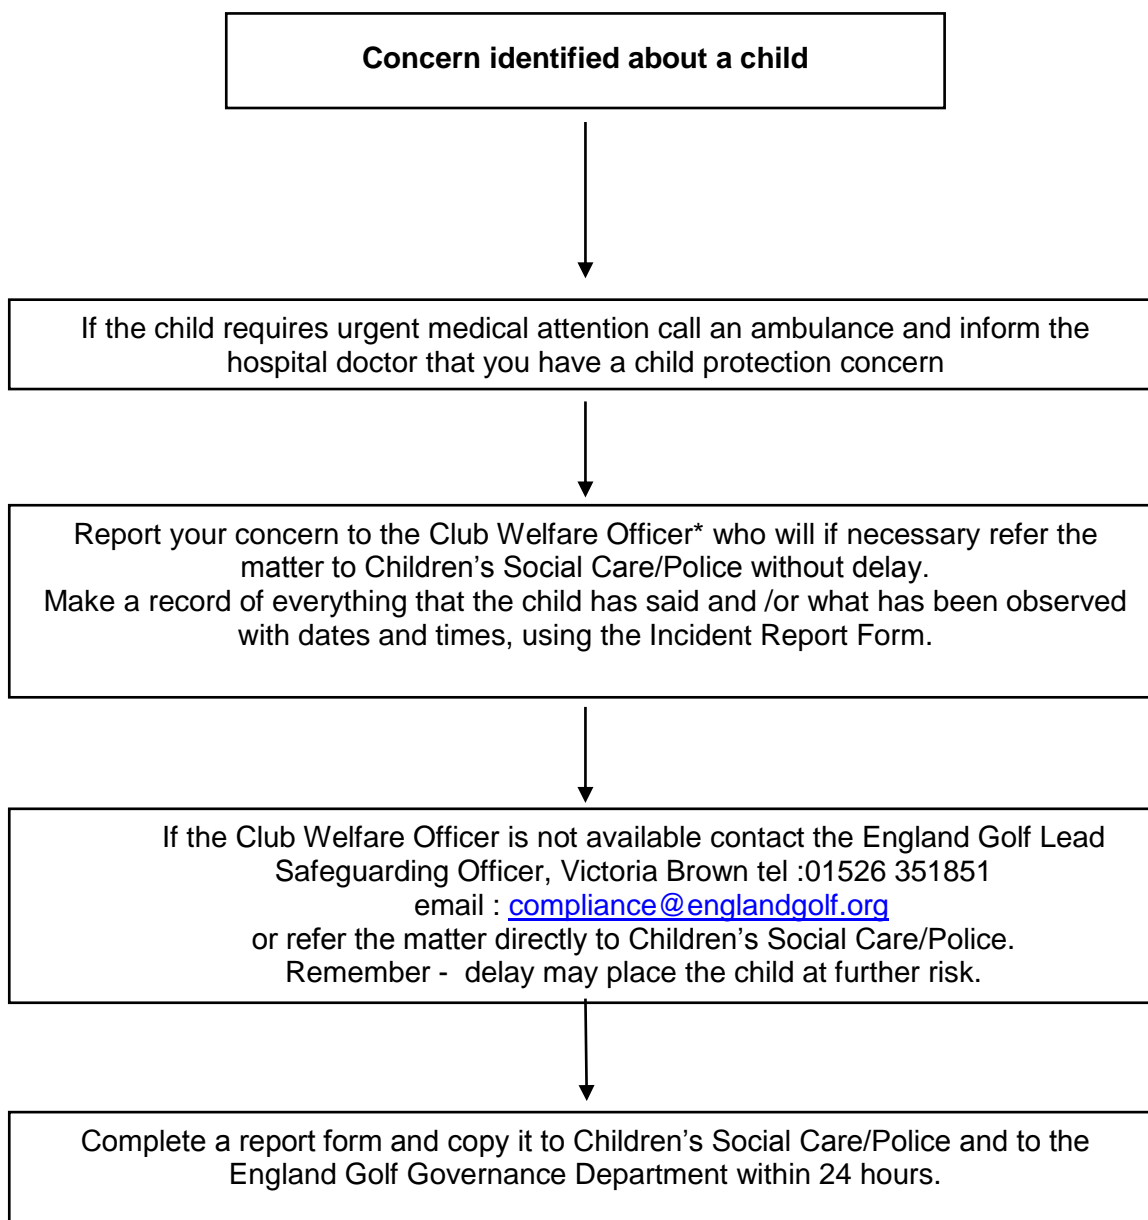 Concern identified about a child
If the child requires urgent medical attention call an ambulance and inform the
hospital doctor that you have a child protection concern
Report your concern to the Club Welfare Officer* who will if necessary refer the
matter to Children’s Social Care/Police without delay.
Make a record of everything that the child has said and /or what has been observed
with dates and times, using the Incident Report Form.
If the Club Welfare Officer is not available contact the England Golf Lead
Safeguarding Officer, Victoria Brown tel :01526 351851
email : compliance@englandgolf.org
or refer the matter directly to Children’s Social Care/Police.
Remember - delay may place the child at further risk.
Complete a report form and copy it to Children’s Social Care/Police and to the
England Golf Governance Department within 24 hours.